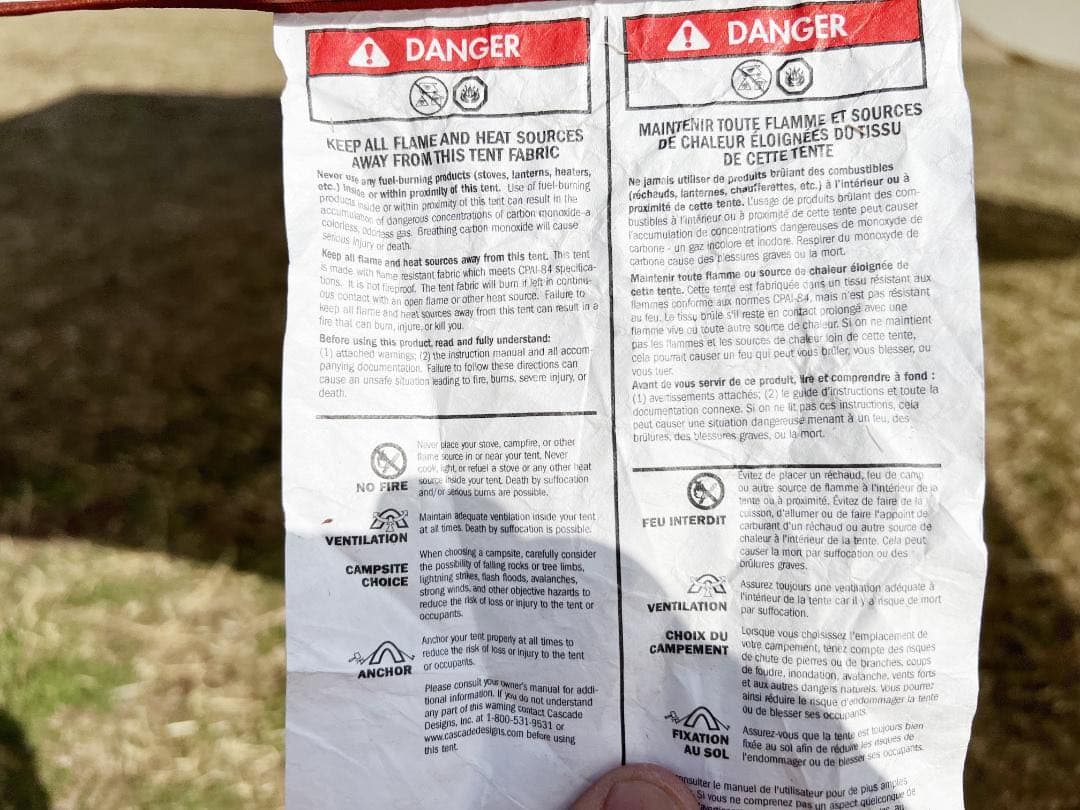 DANGER
KEEP ALL FLAME AND HEAT SOURCES
AWAY FROM THIS TENT FABRIC
Never use any fuel-burning products (stoves, lanterns, heaters,
etc.) inside or within proximity of this tent. Use of fuel-burning
products inside or within proximity of this tent can result in the
accumulation of dangerous concentrations of carbon monoxide-a
colorless, odorless gas. Breathing carbon monoxide will cause
serious injury or death.
Keep all flame and heat sources away from this tent. This tent
is made with flame resistant fabric which meets CPAI-84 specifica-
tions. It is not fireproof. The tent fabric will burn if left in continu-
ous contact with an open flame or other heat source. Failure to
keep all flame and heat sources away from this tent can result in a
fire that can burn, injure, or kill you.
Before using this product, read and fully understand:
(1) attached warnings; (2) the instruction manual and all accom-
panying documentation. Failure to follow these directions can
cause an unsafe situation leading to fire, burns, severe injury, or
death.
NO FIRE
Never place your stove, campfire, or other
flame source in or near your tent. Never
cook, light, or refuel a stove or any other heat
source inside your tent. Death by suffocation
and/or serious burns are possible.
VENTILATION
Maintain adequate ventilation inside your tent
at all times. Death by suffocation is possible.
CAMPSITE
CHOICE
When choosing a campsite, carefully consider
the possibility of falling rocks or tree limbs,
lightning strikes, flash floods, avalanches,
strong winds, and other objective hazards to
reduce the risk of loss or injury to the tent or
occupants.
ANCHOR
Anchor your tent properly at all times to
reduce the risk of loss or injury to the tent
or occupants.
Please consult your owner's manual for addi-
tional information. If you do not understand
any part of this warning contact Cascade
Designs, Inc. at 1-800-531-9531 or
www.cascadedesigns.com before using
this tent.
DANGER
MAINTENIR TOUTE FLAMME ET SOURCES
DE CHALEUR ÉLOIGNÉES DU TISSU
DE CETTE TENTE
Ne jamais utiliser de produits brûlant des combustibles
(réchauds, lanternes, chaufferettes, etc.) à l'intérieur ou à
proximité de cette tente. L'usage de produits brûlant des com-
bustibles à l'intérieur ou à proximité de cette tente peut causer
l'accumulation de concentrations dangereuses de monoxyde de
carbone - un gaz incolore et inodore. Respirer du monoxyde de
carbone cause des blessures graves ou la mort.
Maintenir toute flamme ou source de chaleur éloignée de
cette tente. Cette tente est fabriquée dans un tissu résistant aux
flammes conforme aux normes CPAI-84, mais n'est pas résistant
au feu. Le tissu brûle s'il reste en contact prolongé avec une
flamme vive ou toute autre source de chaleur. Si on ne maintient
pas les flammes et les sources de chaleur loin de cette tente,
cela pourrait causer un feu qui peut vous brûler, vous blesser, ou
vous tuer.
Avant de vous servir de ce produit, lire et comprendre à fond :
(1) avertissements attachés; (2) le guide d'instructions et toute la
documentation connexe. Si on ne lit pas ces instructions, cela
peut causer une situation dangereuse menant à un feu, des
brûlures, des blessures graves, ou la mort.
FEU INTERDIT
Évitez de placer un réchaud, feu de camp
ou autre source de flamme à l'intérieur de la
tente ou à proximité. Évitez de faire de la
cuisson, d'allumer ou de faire l'appoint de
carburant d'un réchaud ou autre source de
chaleur à l'intérieur de la tente. Cela peut
causer la mort par suffocation ou des
brûlures graves.
VENTILATION
Assurez toujours une ventilation adéquate à
l'intérieur de la tente car il y a risque de mort
par suffocation.
CHOIX DU
CAMPEMENT
Lorsque vous choisissez l'emplacement de
votre campement, tenez compte des risques
de chute de pierres ou de branches, coups
de foudre, inondation, avalanche, vents forts
et aux autres dangers naturels. Vous pourrez
ainsi réduire le risque d'endommager la tente
ou de blesser ses occupants.
FIXATION
AU SOL
Assurez-vous que la tente est toujours bien
fixée au sol afin de réduire les risques de
l'endommager ou de blesser ses occupants.
le manuel de l'utilisateur pour de plus amples
Si vous ne comprenez pas un aspect quelconque de